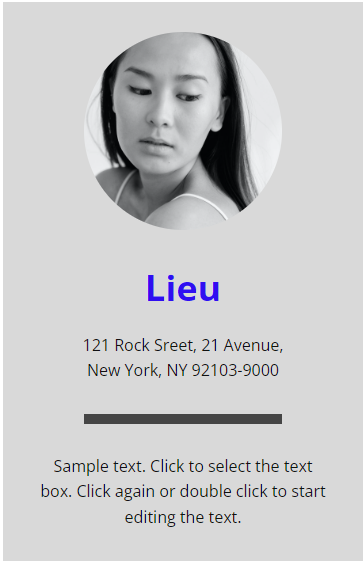 Lieu
121 Rock Sreet, 21 Avenue,
New York, NY 92103-9000
Sample text. Click to select the text
box. Click again or double click to start
editing the text.